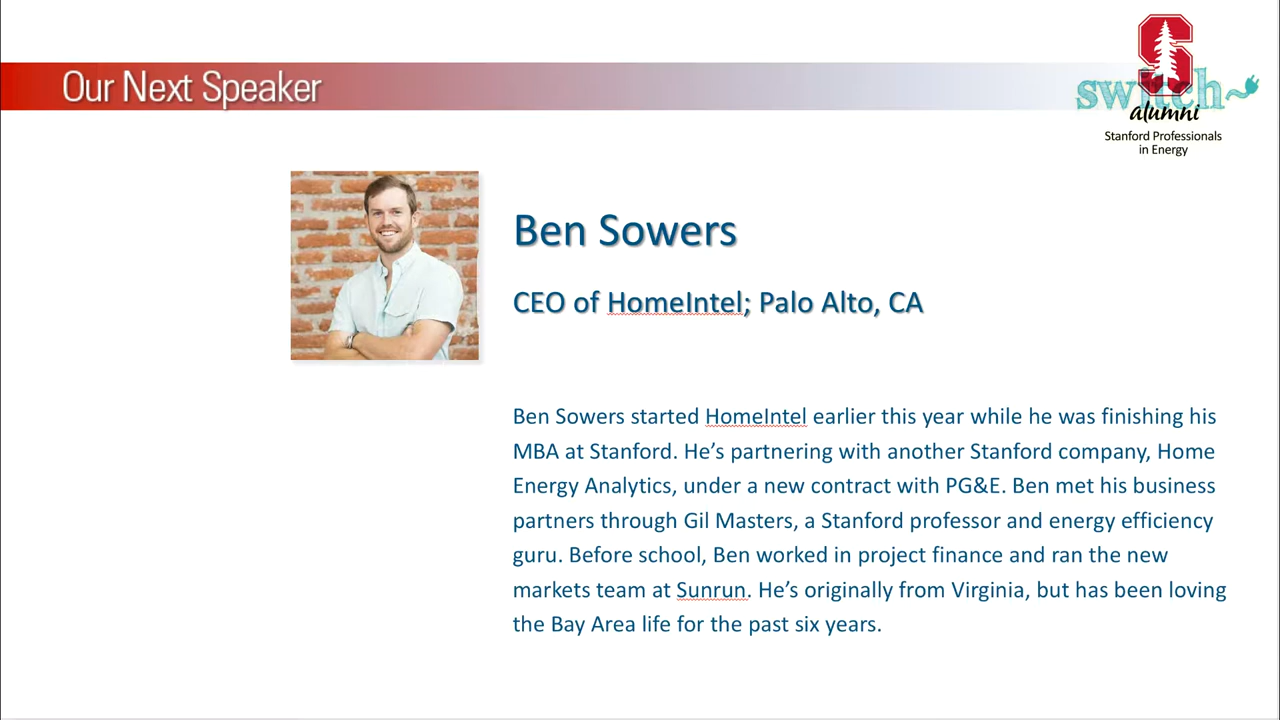 Our Next Speaker
switch
alumni
Stanford Professionals
in Energy
Ben Sowers
CEO of HomeIntel; Palo Alto, CA
Ben Sowers started HomeIntel earlier this year while he was finishing his
MBA at Stanford. He’s partnering with another Stanford company, Home
Energy Analytics, under a new contract with PG&E. Ben met his business
partners through Gil Masters, a Stanford professor and energy efficiency
guru. Before school, Ben worked in project finance and ran the new
markets team at Sunrun. He’s originally from Virginia, but has been loving
the Bay Area life for the past six years.